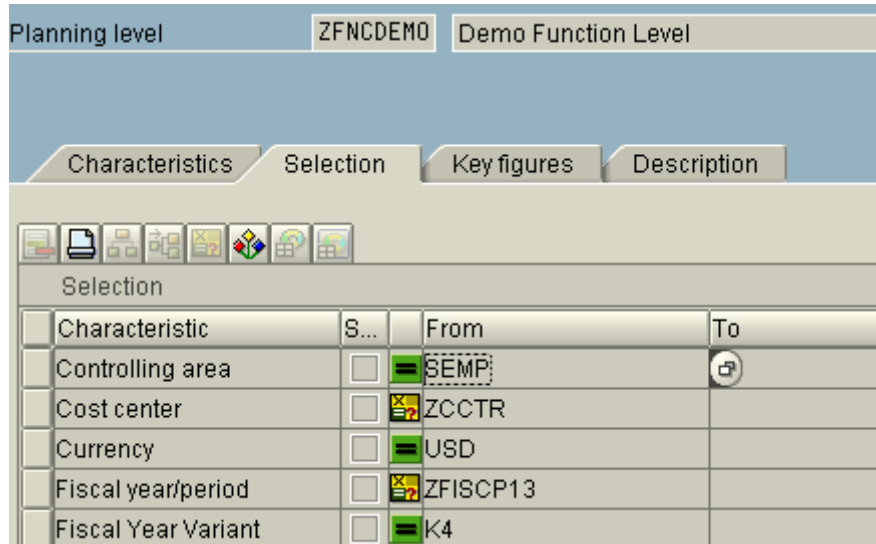 Planning level ZFNCDEMO Demo Function Level
Characteristics Selection Key figures Description
Selection
Characteristic S... From To
Controlling area SEMP
Cost center ZCCTR
Currency USD
Fiscal year/period ZFISCP13
Fiscal Year Variant K4